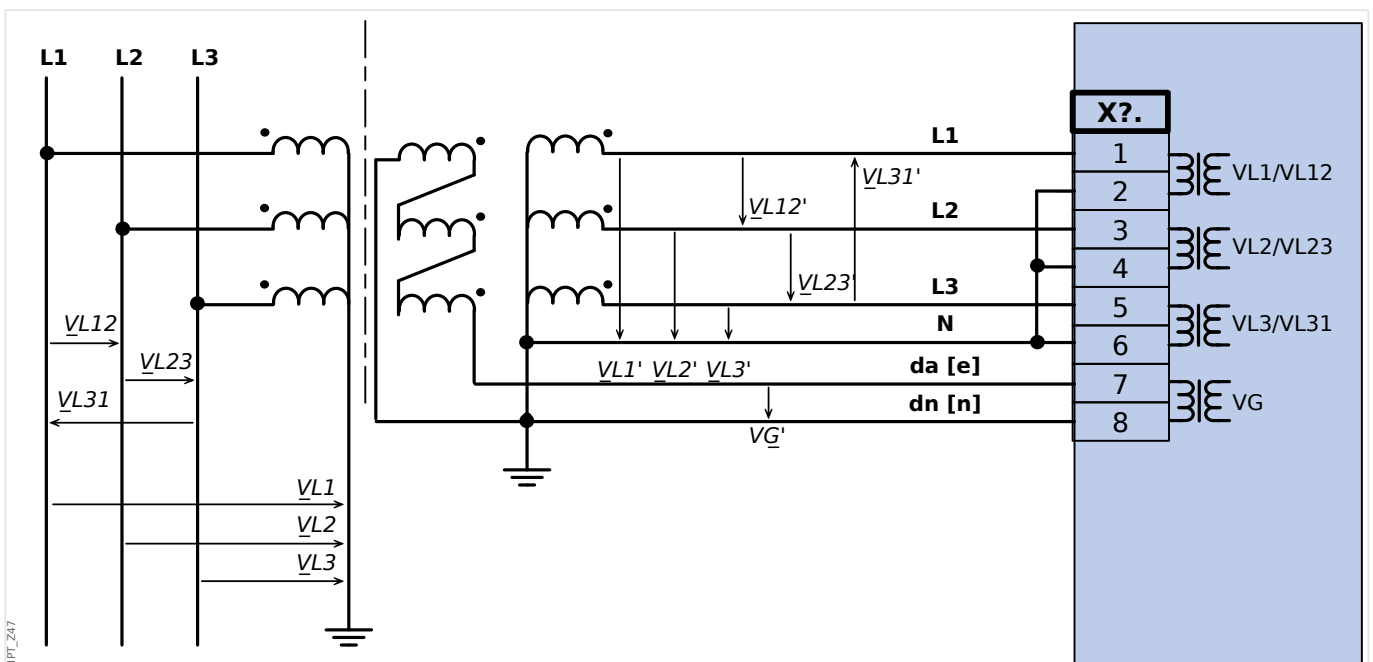 L1 L2 L3
X?.
L1
1
VL31'
VL1/VL12
2
VL12'
L2
3
VL2/VL23
4
VL23'
L3
5
N
VL3/VL31
VL12
6
VL23
VL1' VL2' VL3'
da [e]
7
VL31
dn [n]
VG
8
VG'
VL1
VL2
VL3
IPT_Z47